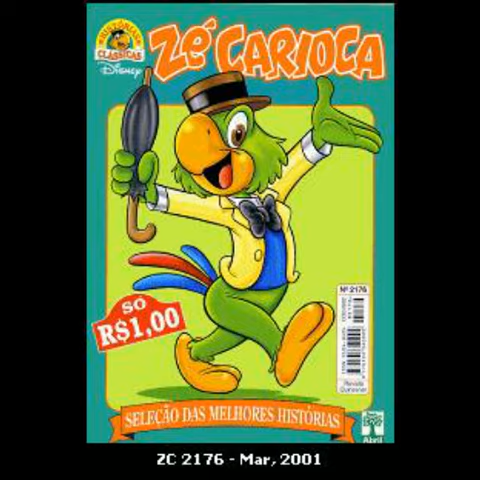 HISTÓRIAS
CLÁSSICAS
Disney
ZÉ CARIOCA
SÓ
R$1,00
Nº 2176
SELEÇÃO DAS MELHORES HISTÓRIAS
Abril
ZC 2176 - Mar, 2001